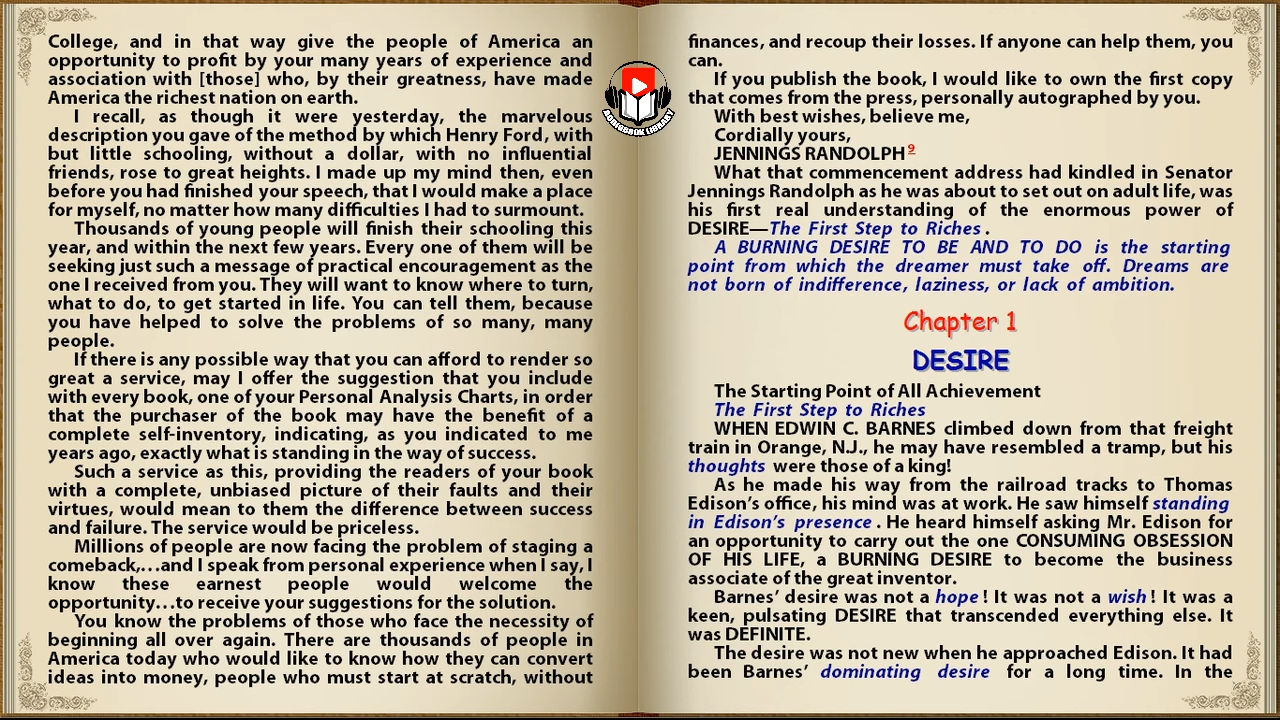 College, and in that way give the people of America an
opportunity to profit by your many years of experience and
association with [those] who, by their greatness, have made
America the richest nation on earth.
I recall, as though it were yesterday, the marvelous
description you gave of the method by which Henry Ford, with
but little schooling, without a dollar, with no influential
friends, rose to great heights. I made up my mind then, even
before you had finished your speech, that I would make a place
for myself, no matter how many difficulties I had to surmount.
Thousands of young people will finish their schooling this
year, and within the next few years. Every one of them will be
seeking just such a message of practical encouragement as the
one I received from you. They will want to know where to turn,
what to do, to get started in life. You can tell them, because
you have helped to solve the problems of so many, many
people.
If there is any possible way that you can afford to render so
great a service, may I offer the suggestion that you include
with every book, one of your Personal Analysis Charts, in order
that the purchaser of the book may have the benefit of a
complete self-inventory, indicating, as you indicated to me
years ago, exactly what is standing in the way of success.
Such a service as this, providing the readers of your book
with a complete, unbiased picture of their faults and their
virtues, would mean to them the difference between success
and failure. The service would be priceless.
Millions of people are now facing the problem of staging a
comeback,…and I speak from personal experience when I say, I
know these earnest people would welcome the
opportunity…to receive your suggestions for the solution.
You know the problems of those who face the necessity of
beginning all over again. There are thousands of people in
America today who would like to know how they can convert
ideas into money, people who must start at scratch, without
AUDIOBOOK LIBRARY
finances, and recoup their losses. If anyone can help them, you
can.
If you publish the book, I would like to own the first copy
that comes from the press, personally autographed by you.
With best wishes, believe me,
Cordially yours,
JENNINGS RANDOLPH 9
What that commencement address had kindled in Senator
Jennings Randolph as he was about to set out on adult life, was
his first real understanding of the enormous power of
DESIRE—The First Step to Riches .
A BURNING DESIRE TO BE AND TO DO is the starting
point from which the dreamer must take off. Dreams are
not born of indifference, laziness, or lack of ambition.
Chapter 1
DESIRE
The Starting Point of All Achievement
The First Step to Riches
WHEN EDWIN C. BARNES climbed down from that freight
train in Orange, N.J., he may have resembled a tramp, but his
thoughts were those of a king!
As he made his way from the railroad tracks to Thomas
Edison's office, his mind was at work. He saw himself standing
in Edison's presence . He heard himself asking Mr. Edison for
an opportunity to carry out the one CONSUMING OBSESSION
OF HIS LIFE, a BURNING DESIRE to become the business
associate of the great inventor.
Barnes' desire was not a hope ! It was not a wish ! It was a
keen, pulsating DESIRE that transcended everything else. It
was DEFINITE.
The desire was not new when he approached Edison. It had
been Barnes' dominating desire for a long time. In the